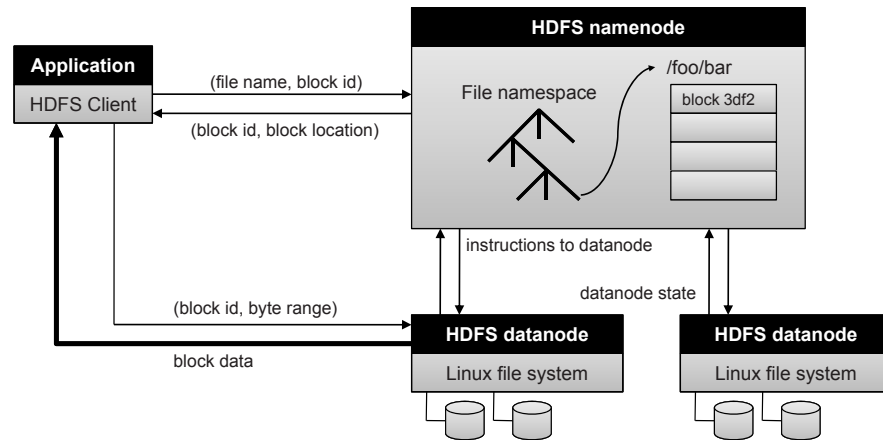 HDFS namenode
Application
HDFS Client
(file name, block id)
(block id, block location)
File namespace
/foo/bar
block 3df2
instructions to datanode
datanode state
(block id, byte range)
block data
HDFS datanode
Linux file system
HDFS datanode
Linux file system